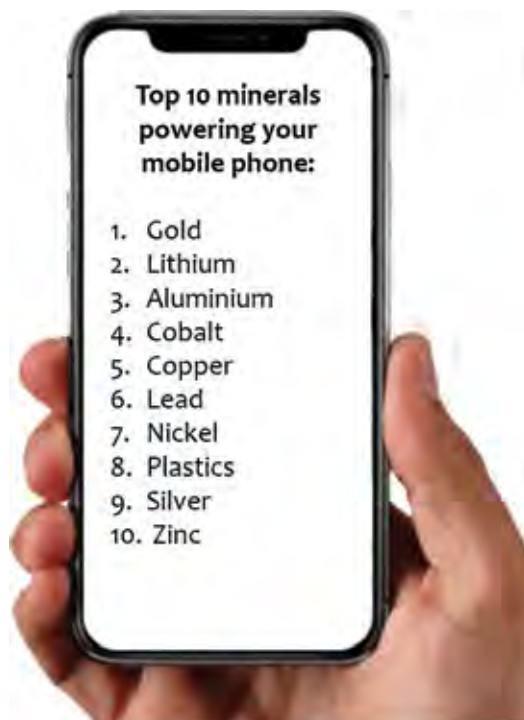 Top 10 minerals
powering your
mobile phone:
1. Gold
2. Lithium
3. Aluminium
4. Cobalt
5. Copper
6. Lead
7. Nickel
8. Plastics
9. Silver
10. Zinc